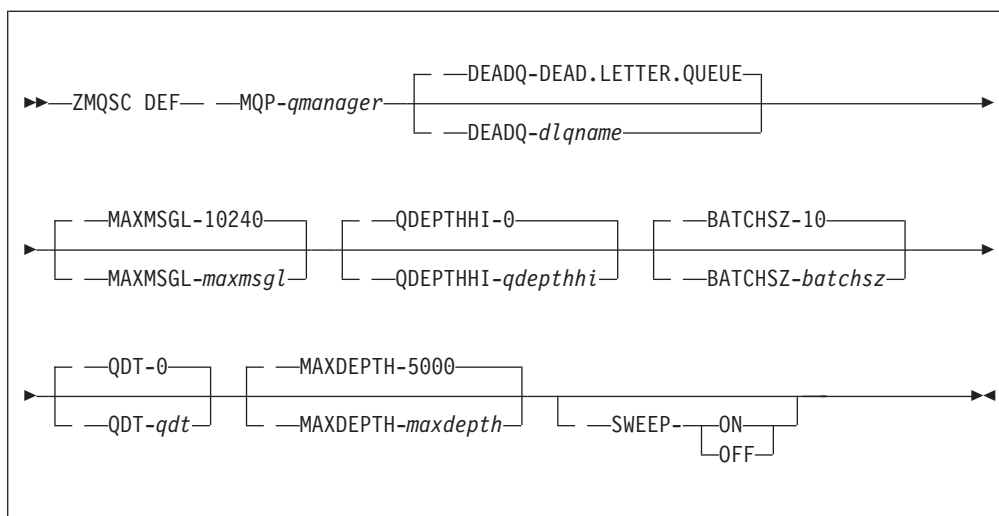 DEADQ-DEAD.LETTER.QUEUE
ZMQSC DEF MQP-qmanager
DEADQ-dlqname
MAXMSGL-10240 QDEPTHHI-0 BATCHSZ-10
MAXMSGL-maxmsgl QDEPTHHI-qdepthhi BATCHSZ-batchsz
QDT-0 MAXDEPTH-5000
QDT-qdt MAXDEPTH-maxdepth SWEEP- ON
OFF